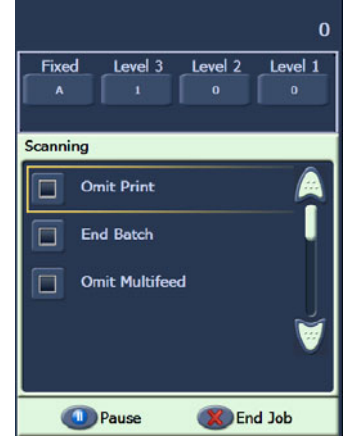 0
Fixed Level 3 Level 2 Level 1
A 1 0 0
Scanning
Omit Print
End Batch
Omit Multifeed
Pause End Job